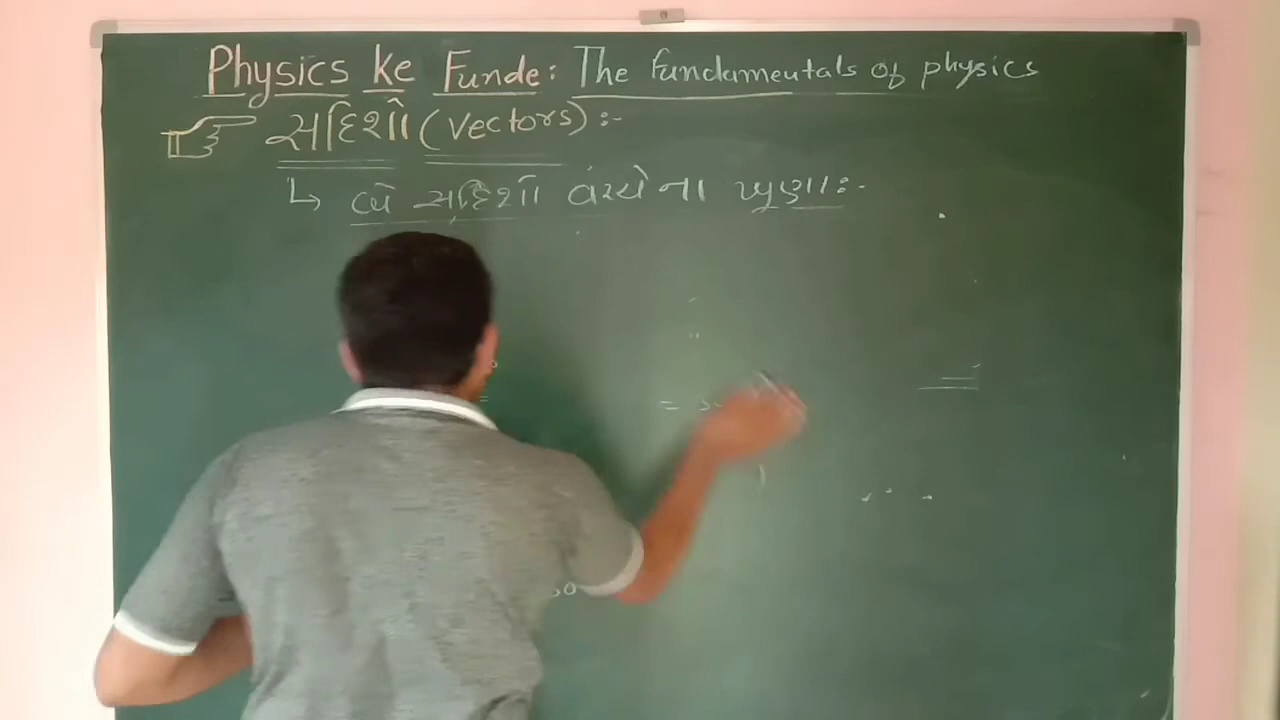 Physics ke Funde: The fundamentals of physics
સદિશો (Vectors) :-
↳ બે સદિશો વચ્ચેના ખુણા:-